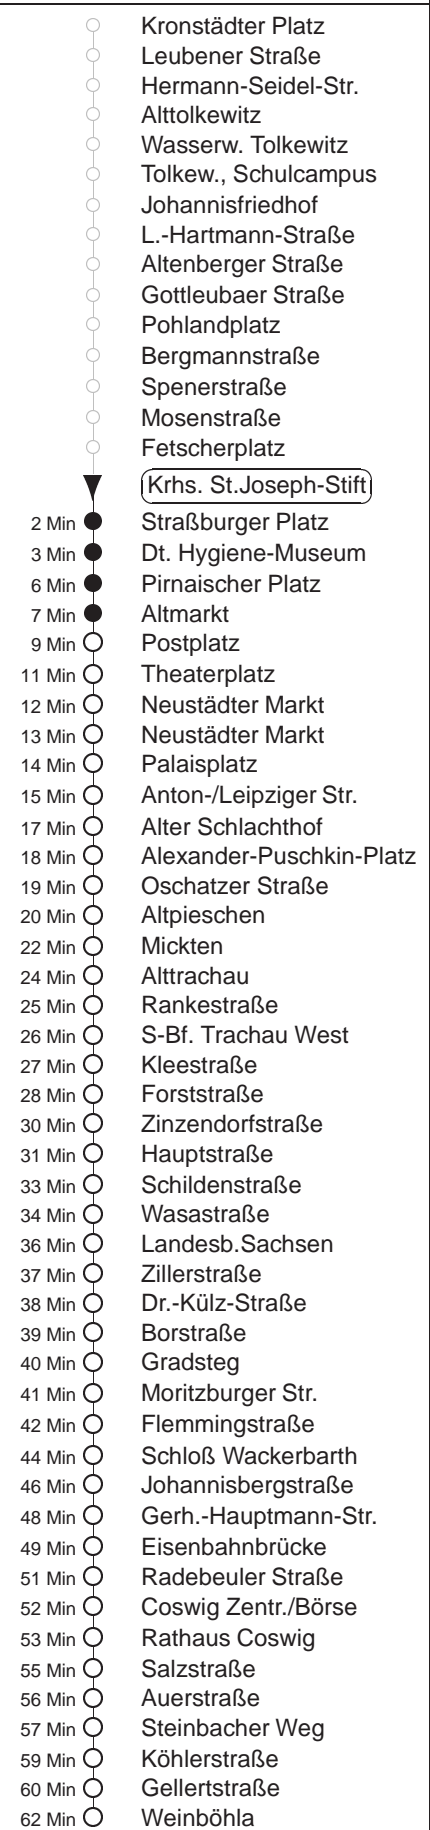 Kronstädter Platz
Leubener Straße
Hermann-Seidel-Str.
Alttolkewitz
Wasserw. Tolkewitz
Tolkew., Schulcampus
Johannisfriedhof
L.-Hartmann-Straße
Altenberger Straße
Gottleubaer Straße
Pohlandplatz
Bergmannstraße
Spenerstraße
Mosenstraße
Fetscherplatz
Krhs. St.Joseph-Stift
2 Min Straßburger Platz
3 Min Dt. Hygiene-Museum
6 Min Pirnaischer Platz
7 Min Altmarkt
9 Min Postplatz
11 Min Theaterplatz
12 Min Neustädter Markt
13 Min Neustädter Markt
14 Min Palaisplatz
15 Min Anton-/Leipziger Str.
17 Min Alter Schlachthof
18 Min Alexander-Puschkin-Platz
19 Min Oschatzer Straße
20 Min Altpieschen
22 Min Mickten
24 Min Alttrachau
25 Min Rankestraße
26 Min S-Bf. Trachau West
27 Min Kleestraße
28 Min Forststraße
30 Min Zinzendorfstraße
31 Min Hauptstraße
33 Min Schildenstraße
34 Min Wasastraße
36 Min Landesb.Sachsen
37 Min Zillerstraße
38 Min Dr.-Külz-Straße
39 Min Borstraße
40 Min Gradsteg
41 Min Moritzburger Str.
42 Min Flemmingstraße
44 Min Schloß Wackerbarth
46 Min Johannisbergstraße
48 Min Gerh.-Hauptmann-Str.
49 Min Eisenbahnbrücke
51 Min Radebeuler Straße
52 Min Coswig Zentr./Börse
53 Min Rathaus Coswig
55 Min Salzstraße
56 Min Auerstraße
57 Min Steinbacher Weg
59 Min Köhlerstraße
60 Min Gellertstraße
62 Min Weinböhla